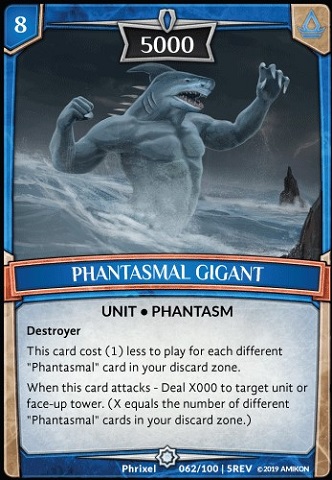 8
5000
PHANTASMAL GIGANT
UNIT • PHANTASM
Destroyer
This card cost (1) less to play for each different
"Phantasmal" card in your discard zone.
When this card attacks - Deal X000 to target unit or
face-up tower. (X equals the number of different
"Phantasmal" cards in your discard zone.)
Phrixel 062/100 | 5REV ©2019 AMIKON